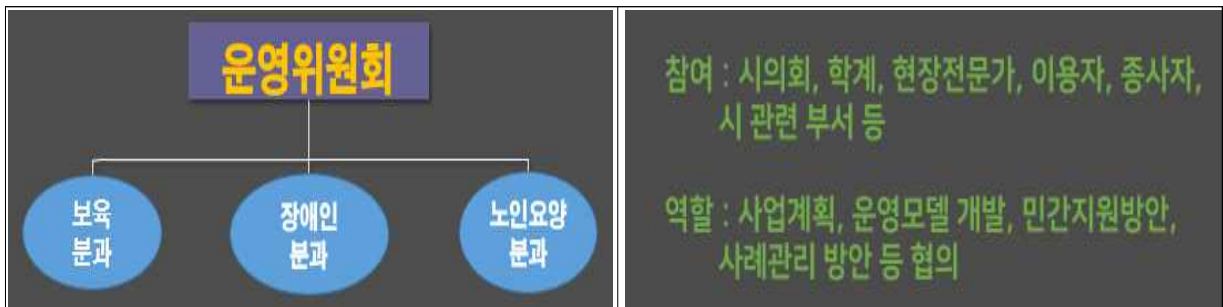 운영위원회
보육
분과
장애인
분과
노인요양
분과
참여 : 시의회, 학계, 현장전문가, 이용자, 종사자,
시 관련 부서 등
역할 : 사업계획, 운영모델 개발, 민간지원방안,
사례관리 방안 등 협의